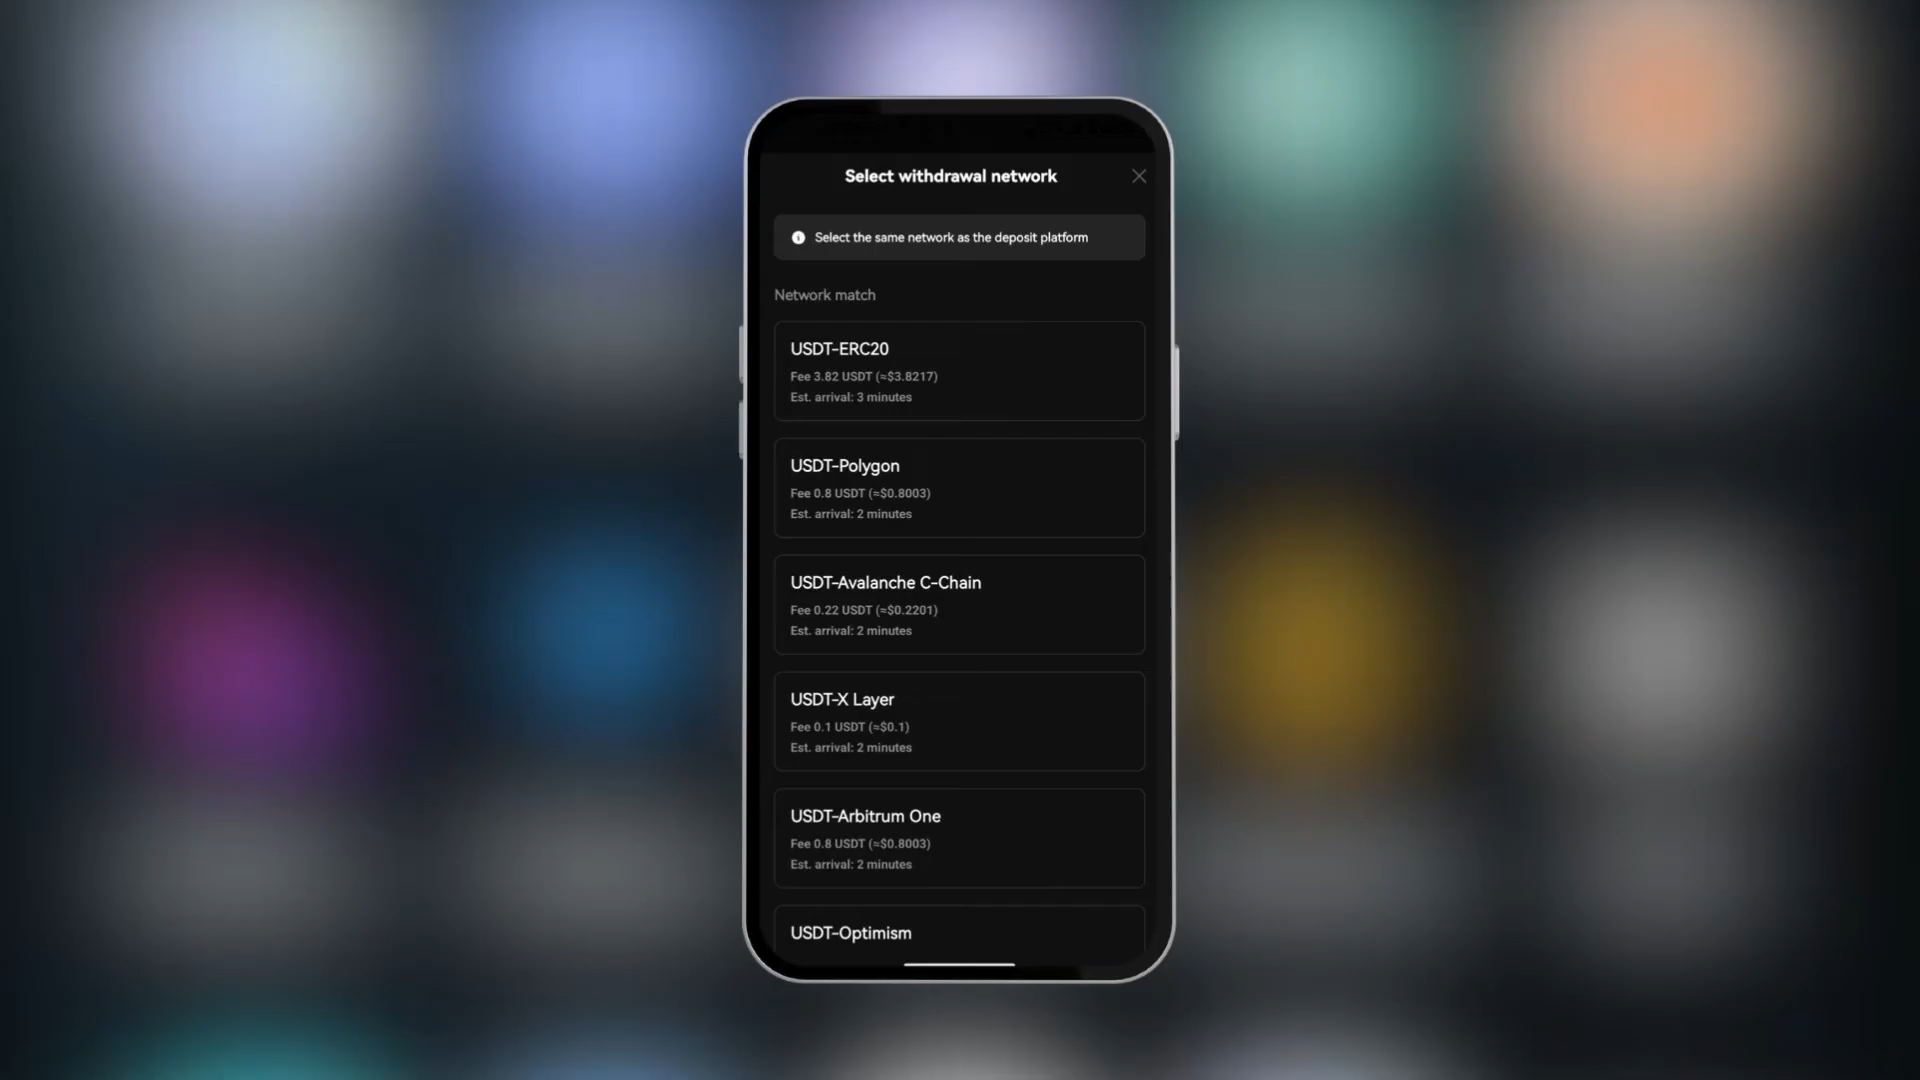 Select withdrawal network
Select the same network as the deposit platform
Network match
USDT-ERC20
Fee 3.82 USDT (≈$3.8217)
Est. arrival: 3 minutes
USDT-Polygon
Fee 0.8 USDT (≈$0.8003)
Est. arrival: 2 minutes
USDT-Avalanche C-Chain
Fee 0.22 USDT (≈$0.2201)
Est. arrival: 2 minutes
USDT-X Layer
Fee 0.1 USDT (≈$0.1)
Est. arrival: 2 minutes
USDT-Arbitrum One
Fee 0.8 USDT (≈$0.8003)
Est. arrival: 2 minutes
USDT-Optimism